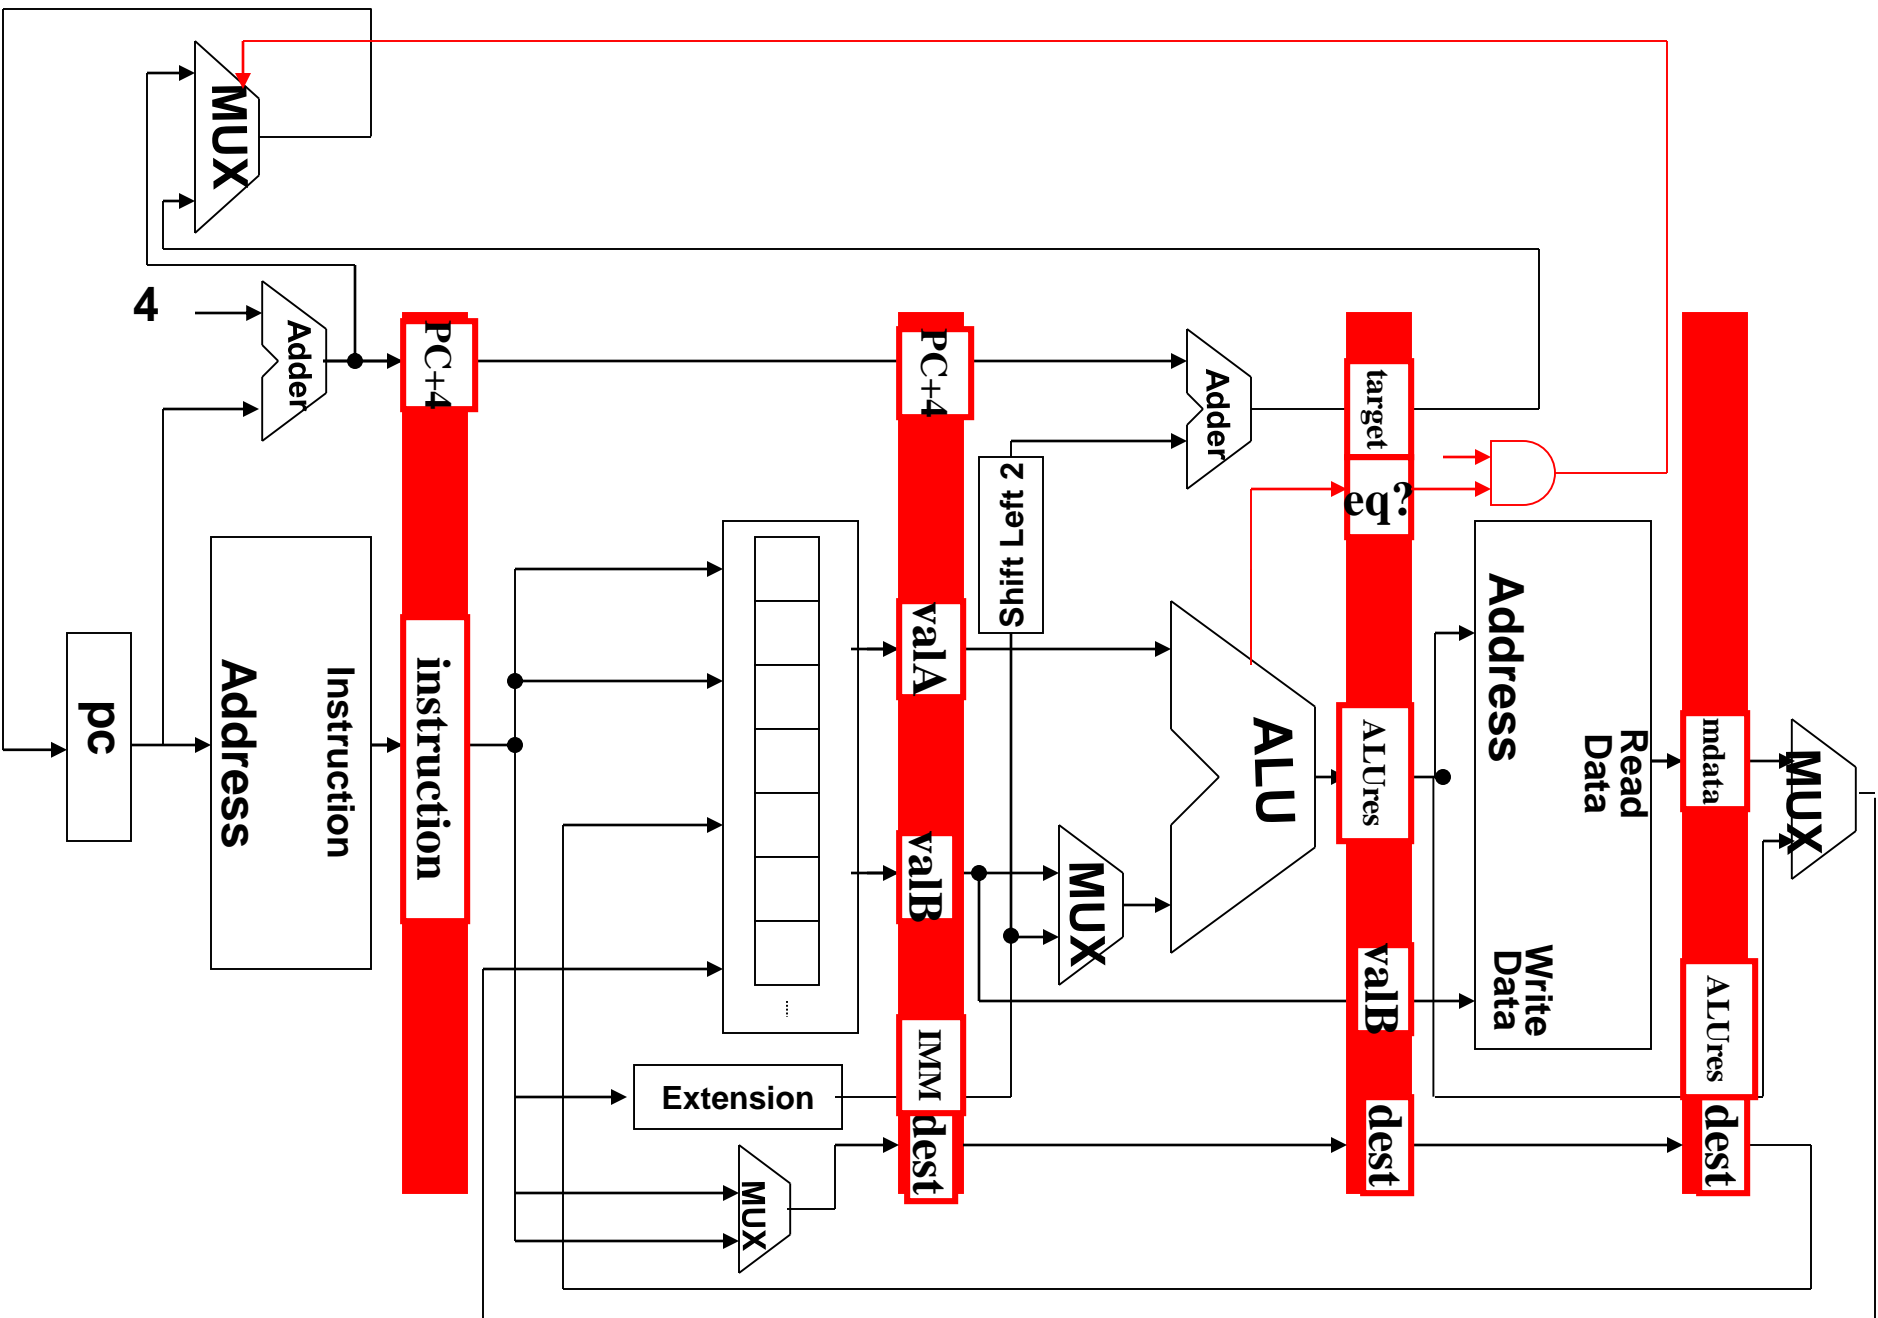 MUX
4
Adder
PC+4
PC+4
Adder
target
eq?
Shift Left 2
pc
Address
Instruction
instruction
valA
valB
MUX
ALU
ALUres
valB
Address
Read
Data
Write
Data
mdata
MUX
ALUres
Extension
IMM
dest
dest
dest
MUX